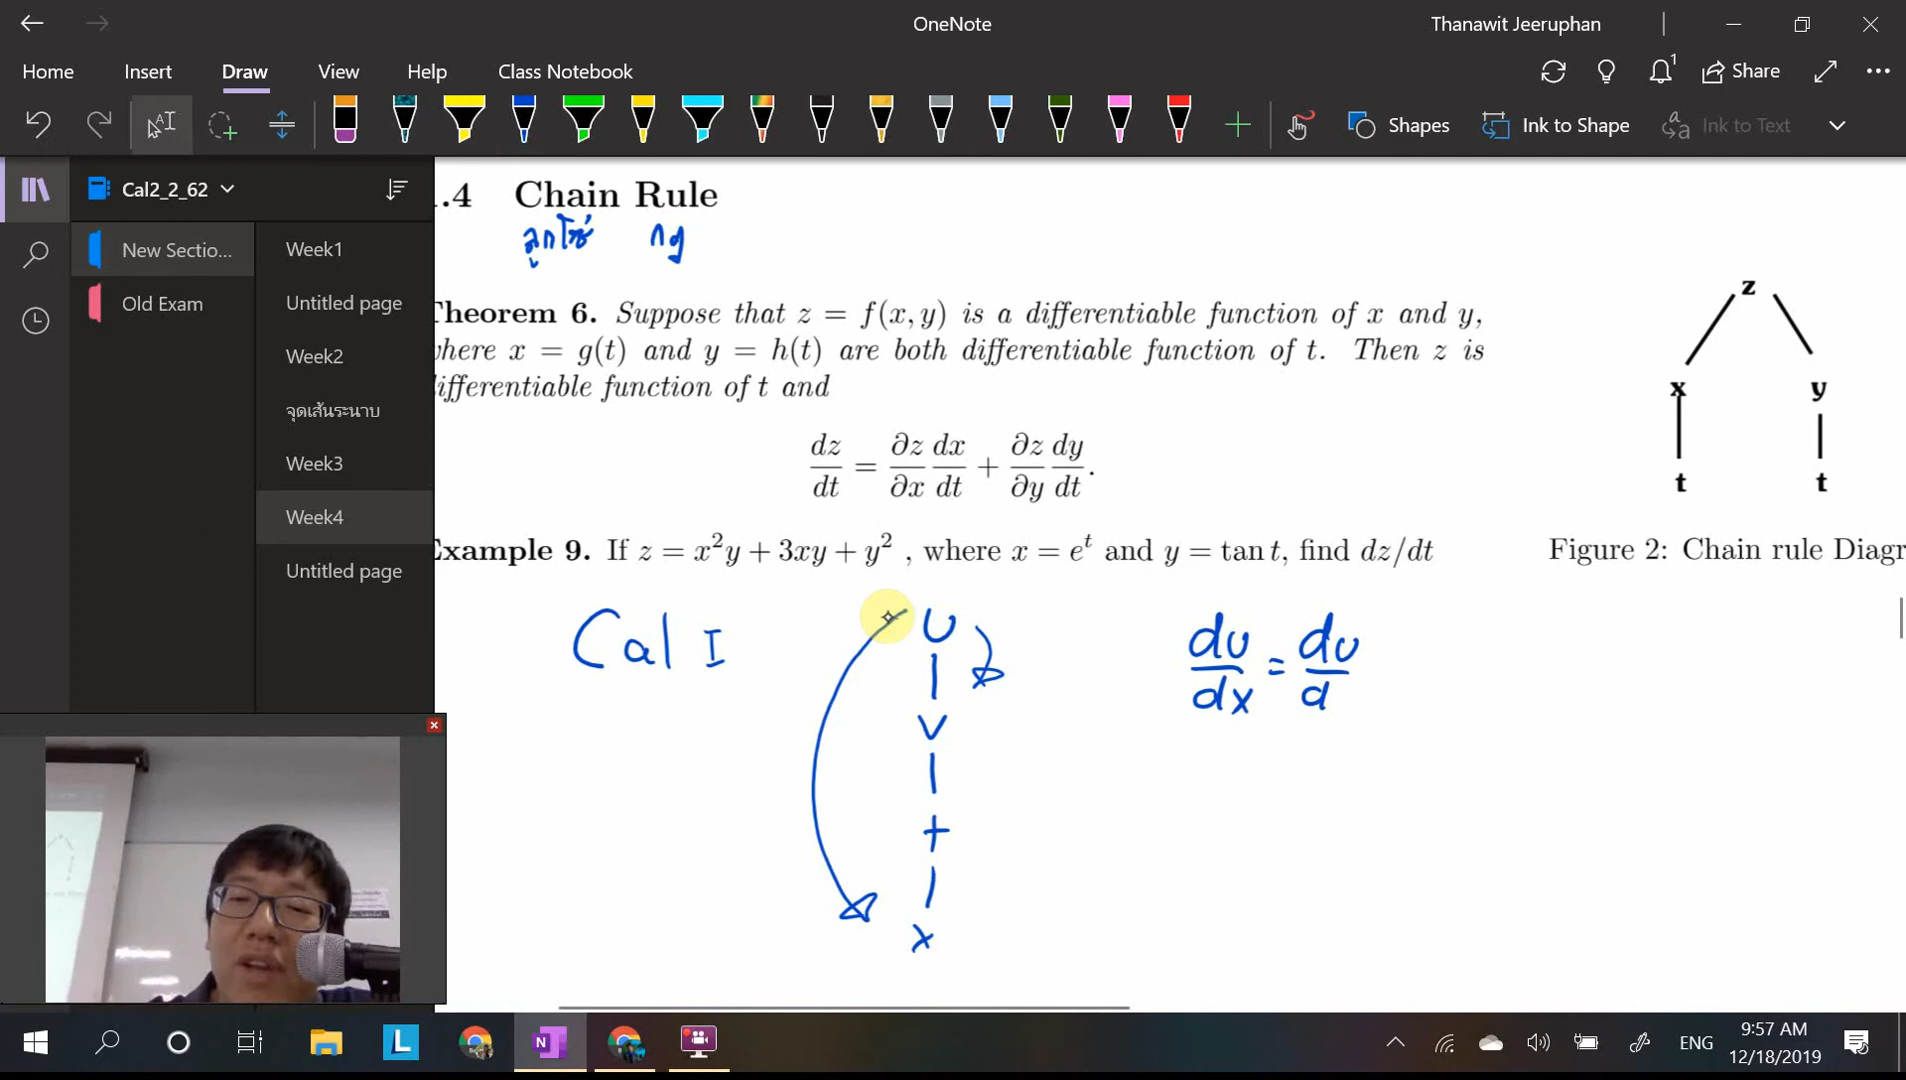 OneNote
Thanawit Jeeruphan
Home Insert Draw View Help Class Notebook
1 Share
Shapes Ink to Shape Ink to Text
Cal2_2_62
New Sectio...
Old Exam
Week1
Untitled page
Week2
จุดเส้นระนาบ
Week3
Week4
Untitled page
.4 Chain Rule
ลูกโซ่ กฎ
Theorem 6. Suppose that z = f(x, y) is a differentiable function of x and y,
where x = g(t) and y = h(t) are both differentiable function of t. Then z is
differentiable function of t and
dz/dt = ∂z/∂x dx/dt + ∂z/∂y dy/dt.
z
x y
t t
Example 9. If z = x²y + 3xy + y² , where x = eᵗ and y = tan t, find dz/dt
Figure 2: Chain rule Diagr
Cal I
U
v
t
x
du/dx = du/d
ENG
9:57 AM
12/18/2019